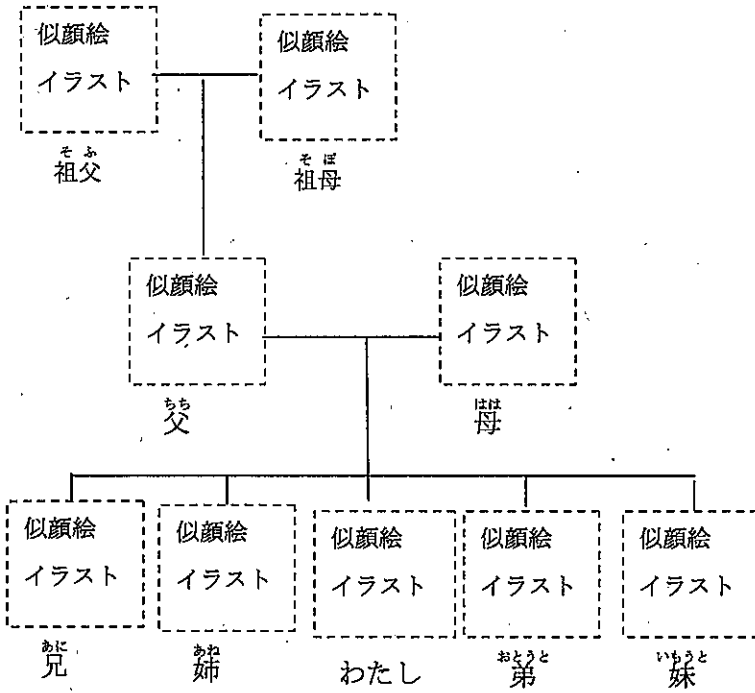 似顔絵
イラスト
似顔絵
イラスト
そふ
祖父
そぼ
祖母
似顔絵
イラスト
似顔絵
イラスト
ちち
父
はは
母
似顔絵
イラスト
似顔絵
イラスト
似顔絵
イラスト
似顔絵
イラスト
似顔絵
イラスト
あに
兄
あね
姉
わたし
おとうと
弟
いもうと
妹